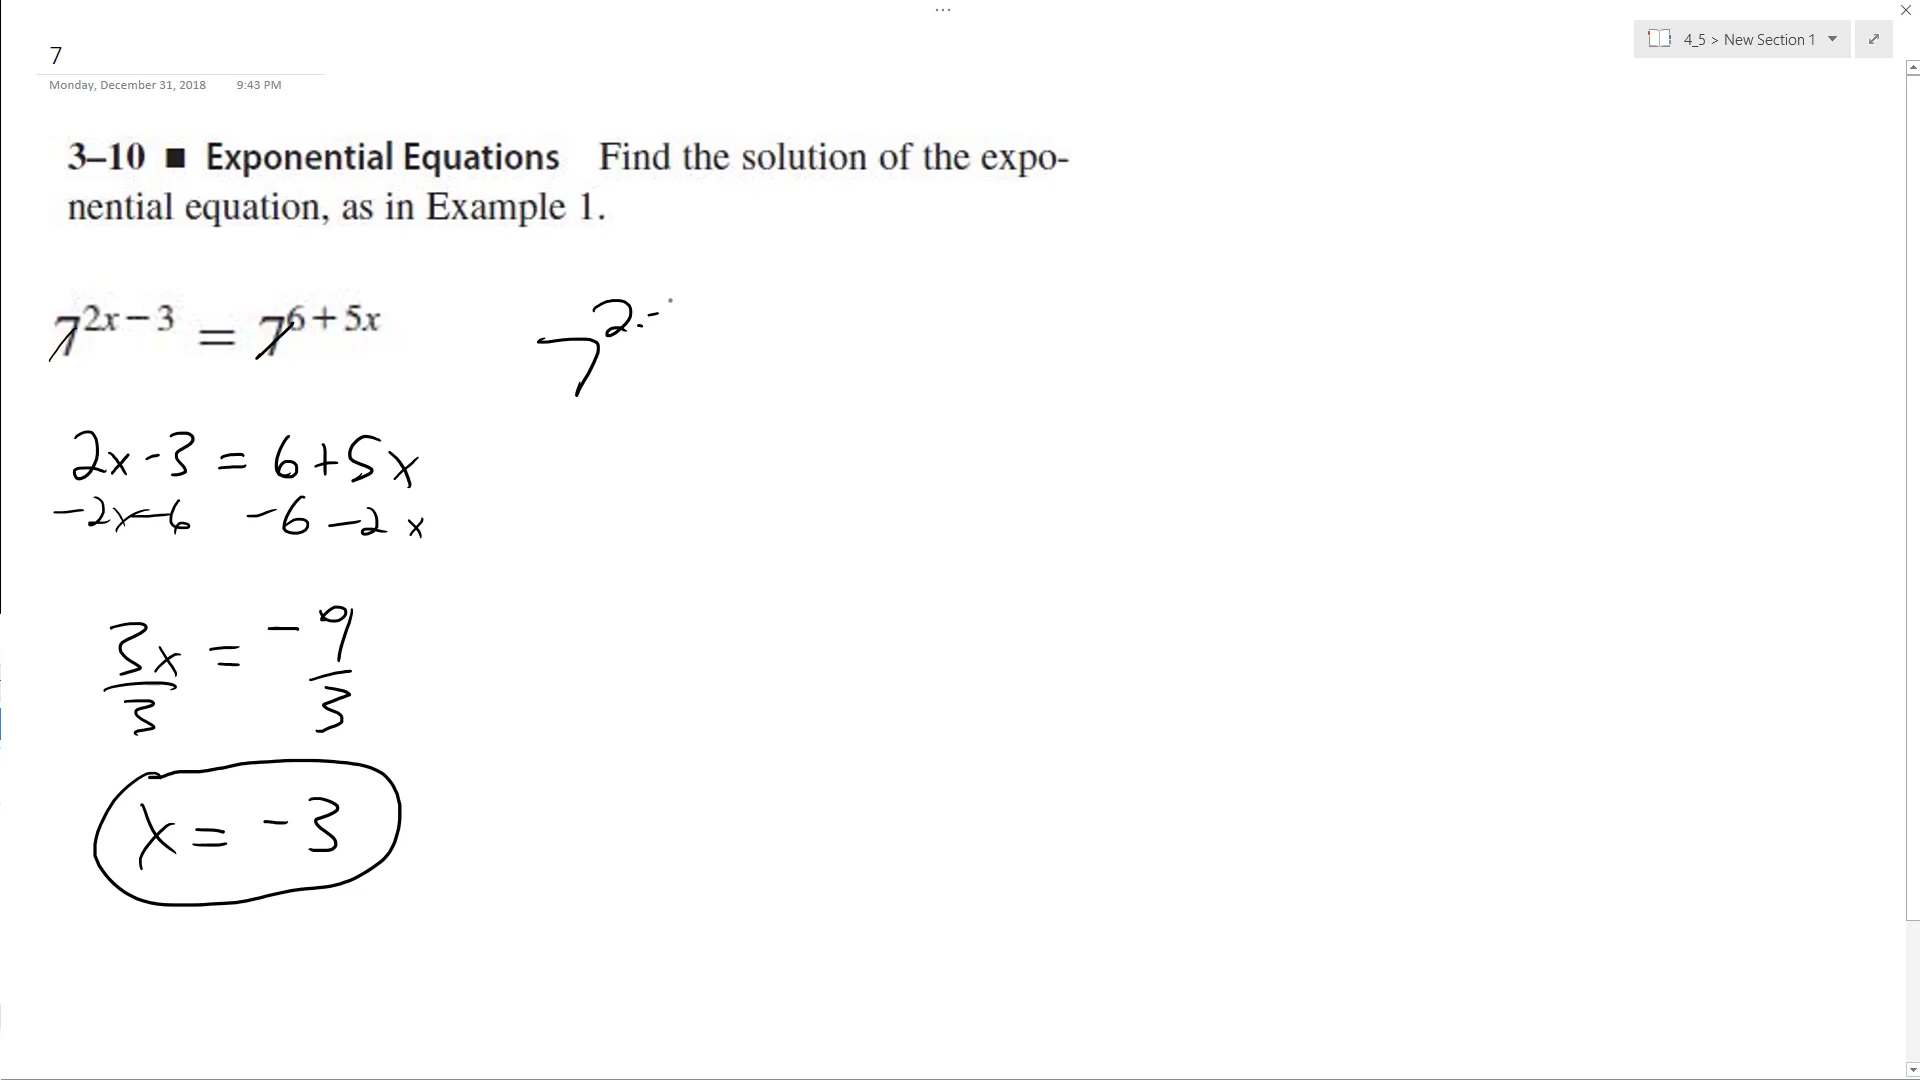 ...
4_5 > New Section 1
7
Monday, December 31, 2018 9:43 PM
3–10 ■ Exponential Equations Find the solution of the expo-
nential equation, as in Example 1.
7^{2x − 3} = 7^{6 + 5x}
7^{2·-
2x - 3 = 6 + 5x
-2x - 6 -6 - 2x
3x = -9
3 3
x = -3